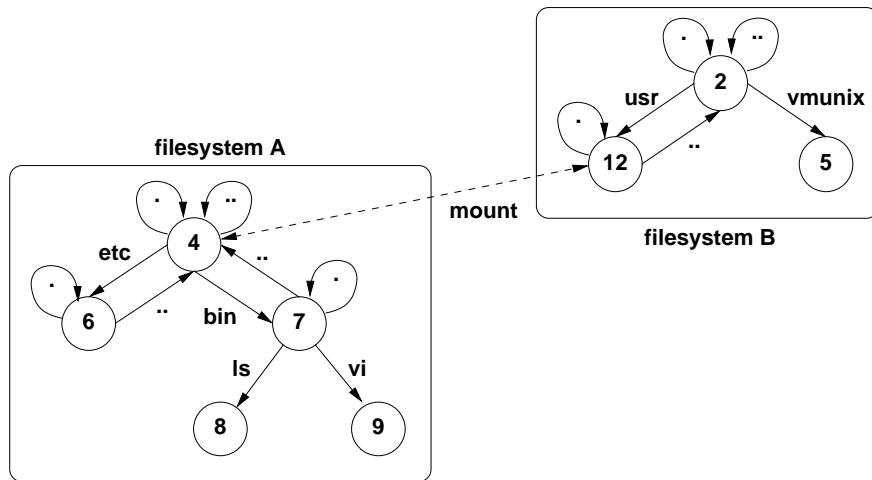 . ..
2
usr vmunix
.
12 .. 5
filesystem B
mount
filesystem A
. ..
4
etc ..
. .
6 .. bin 7
ls vi
8 9